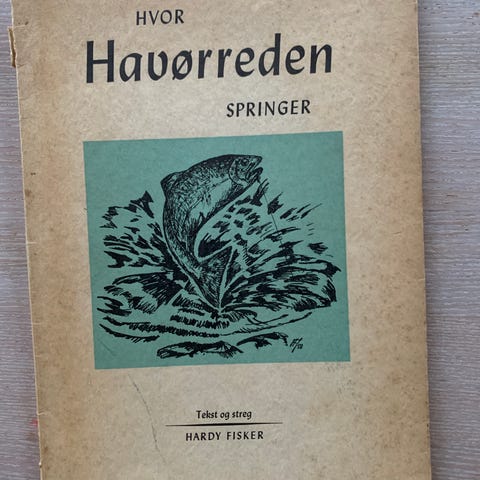 HVOR
Havørreden
SPRINGER
Tekst og streg
HARDY FISKER